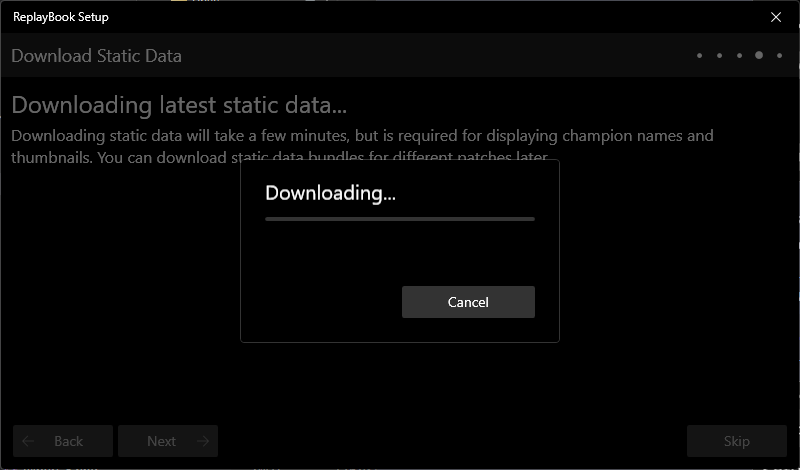 ReplayBook Setup
Download Static Data
Downloading latest static data...
Downloading static data will take a few minutes, but is required for displaying champion names and
thumbnails. You can download static data bundles for different patches later.
Downloading...
Cancel
Back
Next
Skip